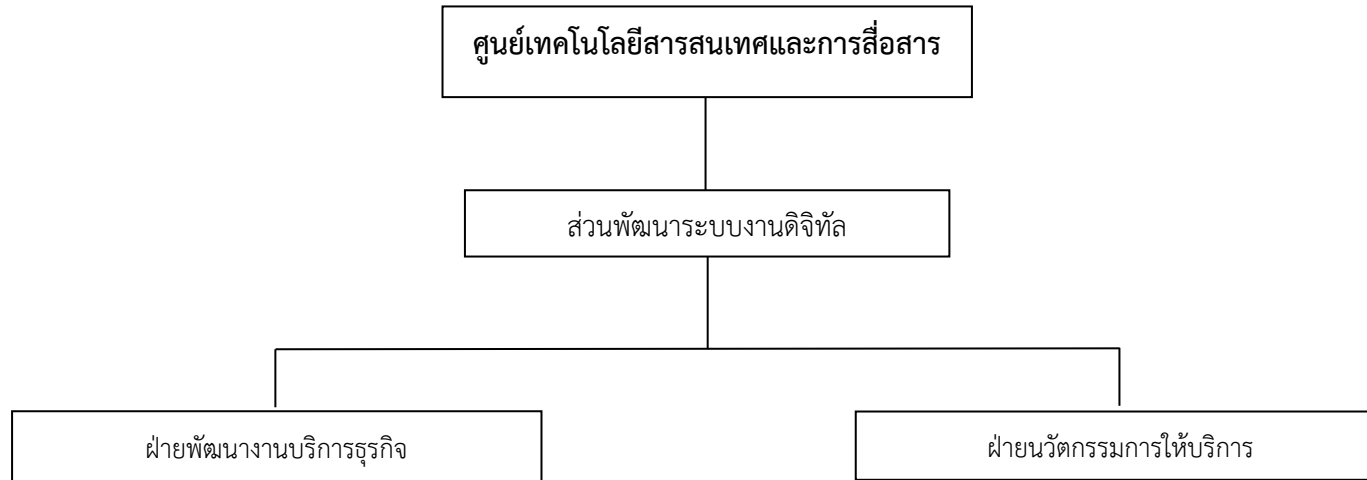 ศูนย์เทคโนโลยีสารสนเทศและการสื่อสาร
ส่วนพัฒนาระบบงานดิจิทัล
ฝ่ายพัฒนางานบริการธุรกิจ
ฝ่ายนวัตกรรมการให้บริการ